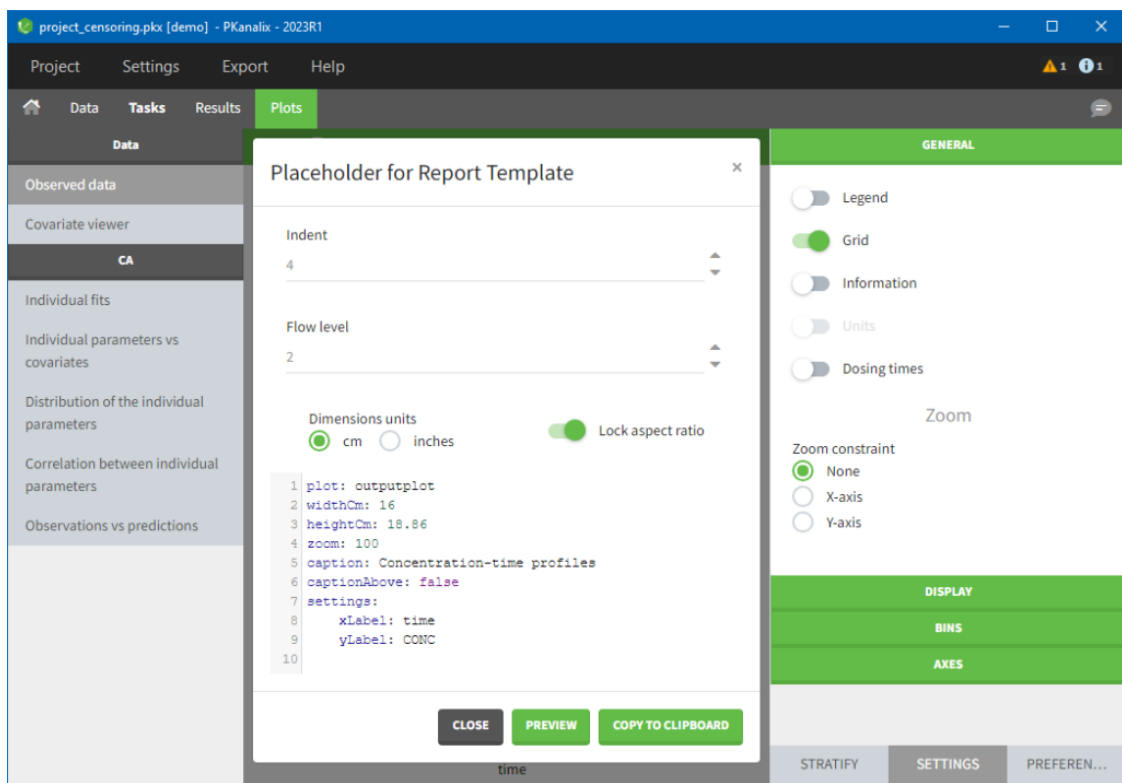 project_censoring.pkx [demo] - PKanalix - 2023R1
Project Settings Export Help
1 1
Data Tasks Results Plots
Data
Observed data
Covariate viewer
CA
Individual fits
Individual parameters vs
covariates
Distribution of the individual
parameters
Correlation between individual
parameters
Observations vs predictions
Placeholder for Report Template
Indent
4
Flow level
2
Dimensions units
cm inches
Lock aspect ratio
1 plot: outputplot
2 widthCm: 16
3 heightCm: 18.86
4 zoom: 100
5 caption: Concentration-time profiles
6 captionAbove: false
7 settings:
8 xLabel: time
9 yLabel: CONC
10
CLOSE PREVIEW COPY TO CLIPBOARD
time
GENERAL
Legend
Grid
Information
Units
Dosing times
Zoom
Zoom constraint
None
X-axis
Y-axis
DISPLAY
BINS
AXES
STRATIFY SETTINGS PREFEREN...